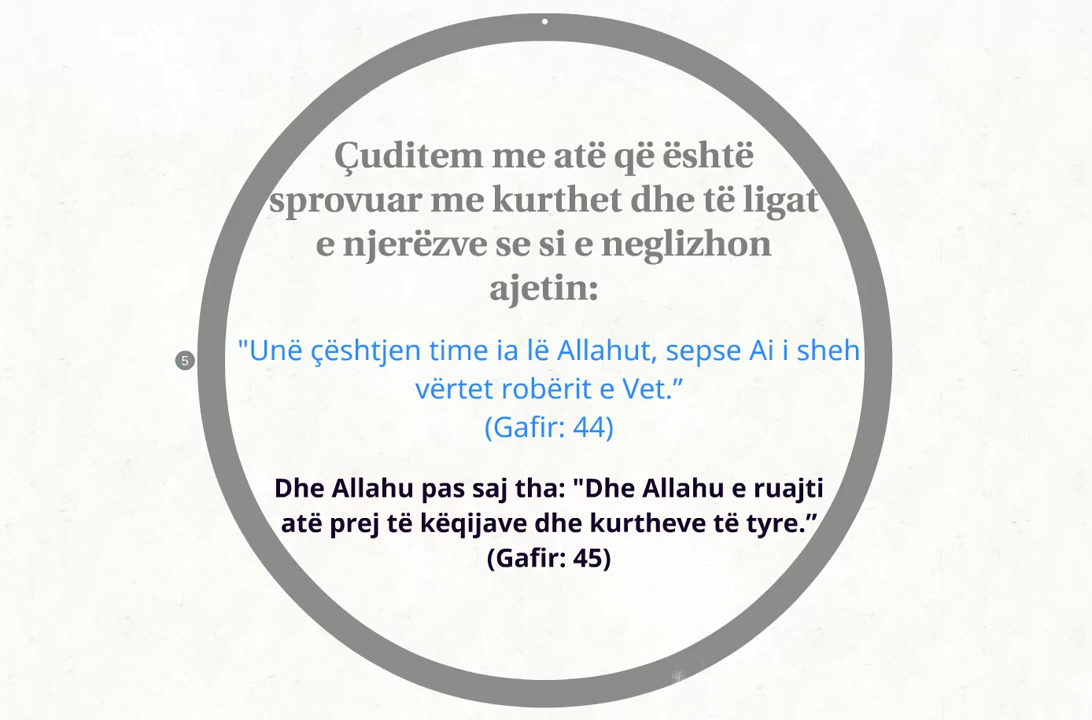 Çuditem me atë që është
sprovuar me kurthet dhe të ligat
e njerëzve se si e neglizhon
ajetin:
"Unë çështjen time ia lë Allahut, sepse Ai i sheh
vërtet robërit e Vet.”
(Gafir: 44)
5
Dhe Allahu pas saj tha: "Dhe Allahu e ruajti
atë prej të këqijave dhe kurtheve të tyre.”
(Gafir: 45)